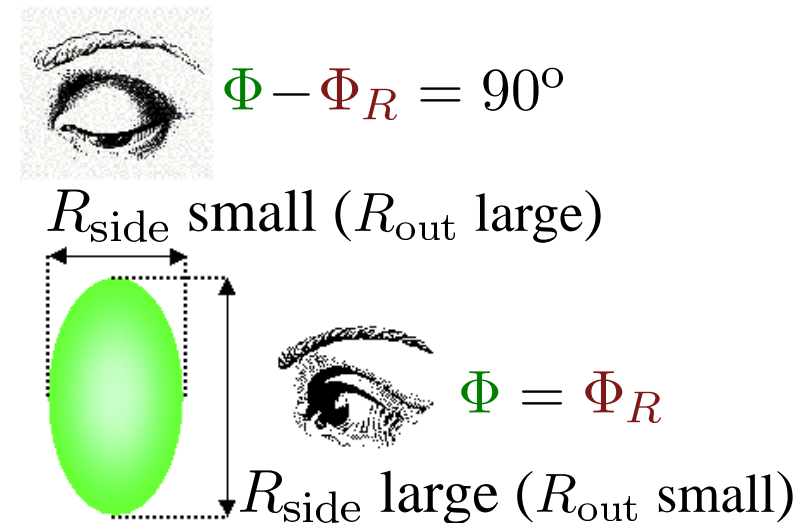 Φ−Φ_R = 90°
R_side small (R_out large)
Φ = Φ_R
R_side large (R_out small)